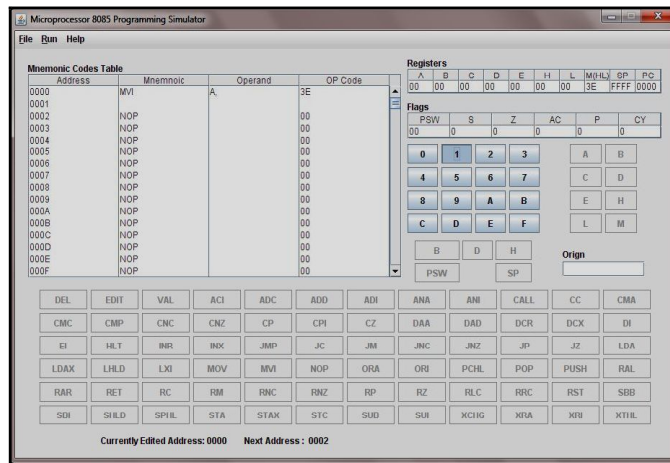 Microprocessor 8085 Programming Simulator
File Run Help
Mnemonic Codes Table
Address Mnemnoic Operand OP Code
0000 MVI A, 3E
0001
0002 NOP 00
0003 NOP 00
0004 NOP 00
0005 NOP 00
0006 NOP 00
0007 NOP 00
0008 NOP 00
0009 NOP 00
000A NOP 00
000B NOP 00
000C NOP 00
000D NOP 00
000E NOP 00
000F NOP 00
Registers
A B C D E H L M(HL) SP PC
00 00 00 00 00 00 00 3E FFFF 0000
Flags
PSW S Z AC P CY
00 0 0 0 0 0
0 1 2 3 A B
4 5 6 7 C D
8 9 A B E H
C D E F L M
B D H
PSW SP
Orign
DEL EDIT VAL ACI ADC ADD ADI ANA ANI CALL CC CMA
CMC CMP CNC CNZ CP CPI CZ DAA DAD DCR DCX DI
EI HLT INR INX JMP JC JM JNC JNZ JP JZ LDA
LDAX LHLD LXI MOV MVI NOP ORA ORI PCHL POP PUSH RAL
RAR RET RC RM RNC RNZ RP RZ RLC RRC RST SBB
SBI SHLD SPHL STA STAX STC SUB SUI XCHG XRA XRI XTHL
Currently Edited Address: 0000 Next Address : 0002